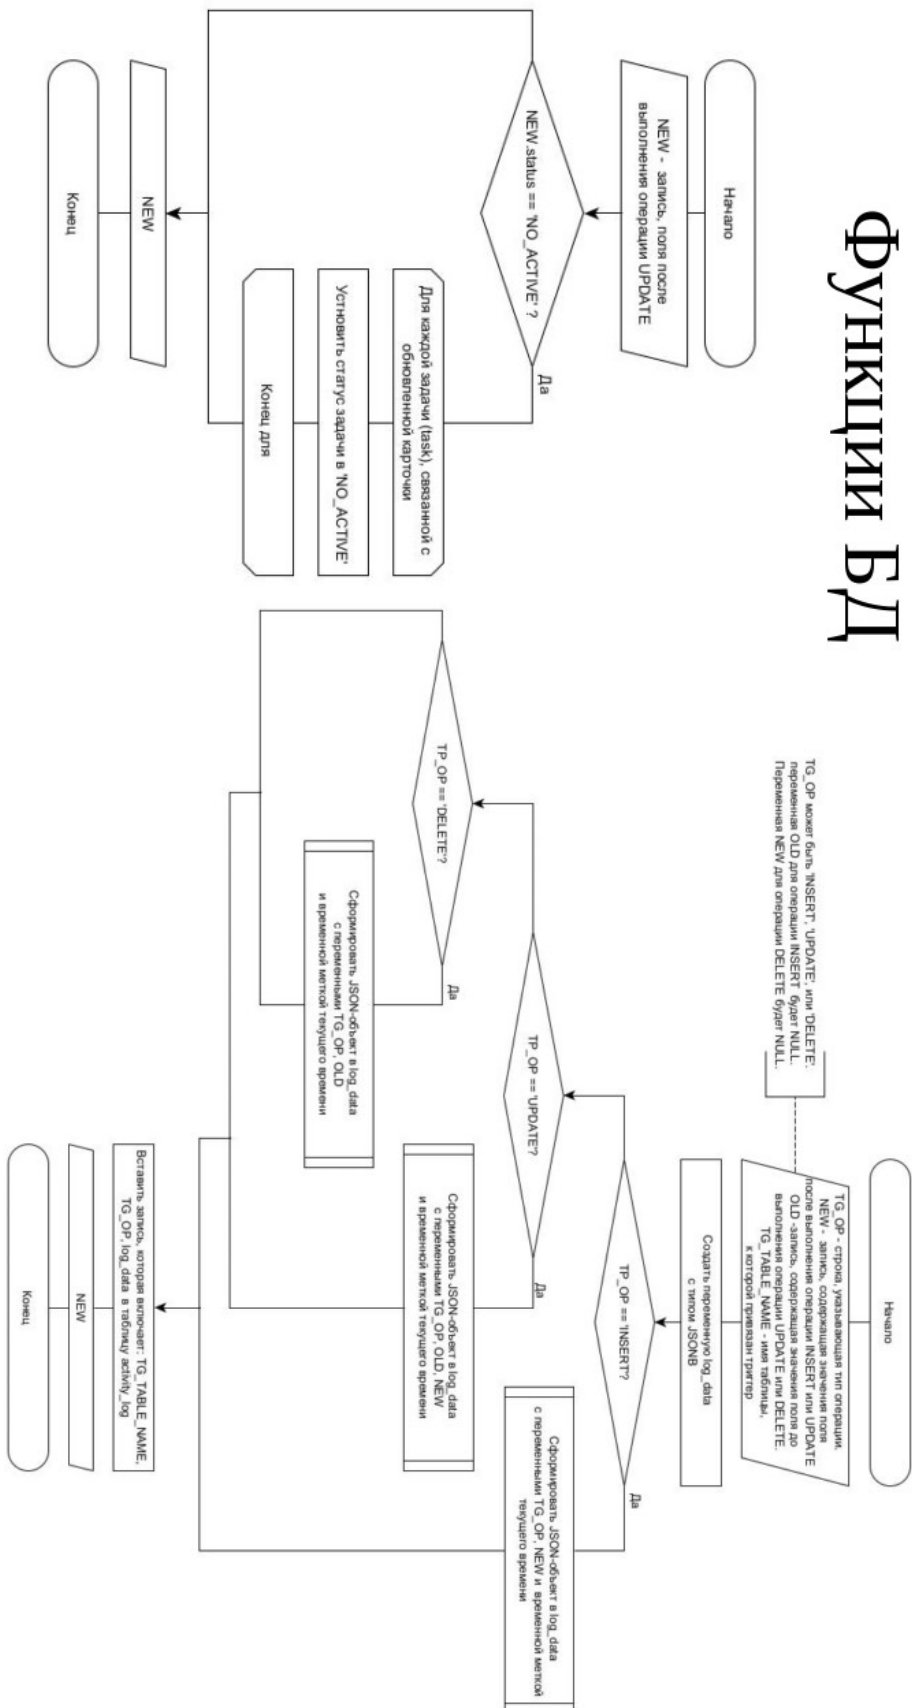 Функции БД
Начало
NEW - запись, поля после
выполнения операции UPDATE
NEW.status == 'NO_ACTIVE' ?
Да
Для каждой задачи (task), связанной с
обновленной карточки
Устновить статус задачи в 'NO_ACTIVE'
Конец для
NEW
Конец
Начало
TG_OP - строка, указывающая тип операции.
NEW - запись, содержащая значения поля
после выполнения операции INSERT или UPDATE
OLD -запись, содержащая значения поля до
выполнения операции UPDATE или DELETE.
TG_TABLE_NAME - имя таблицы,
к которой привязан триггер
TG_OP может быть 'INSERT', 'UPDATE', или 'DELETE'.
переменная OLD для операции INSERT будет NULL.
Переменная NEW для операции DELETE будет NULL.
Создать переменную log_data
с типом JSONB
TP_OP == 'INSERT'?
Да
Сформировать JSON-объект в log_data
с переменными TG_OP, NEW и временной меткой
текущего времени
TP_OP == 'UPDATE'?
Да
Сформировать JSON-объект в log_data
с переменными TG_OP, OLD, NEW
и временной меткой текущего времени
TP_OP == 'DELETE'?
Да
Сформировать JSON-объект в log_data
с переменными TG_OP, OLD
и временной меткой текущего времени
Вставить запись, которая включает: TG_TABLE_NAME,
TG_OP, log_data в таблицу activity_log
NEW
Конец